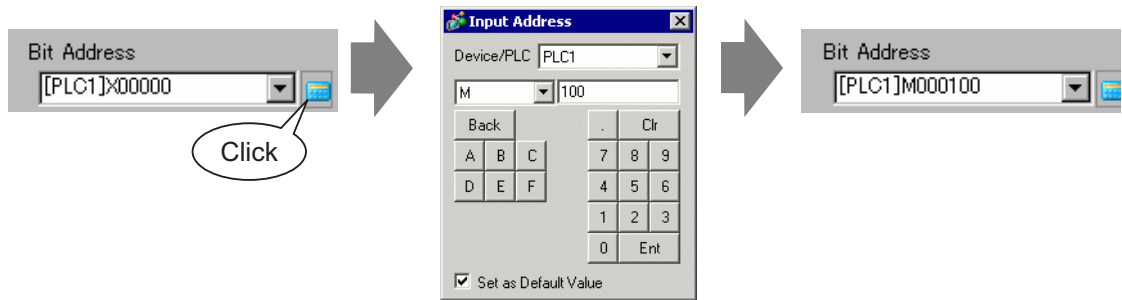 Bit Address
[PLC1]X00000
Click
Input Address
Device/PLC PLC1
M 100
Back . Clr
A B C 7 8 9
D E F 4 5 6
1 2 3
0 Ent
Set as Default Value
Bit Address
[PLC1]M000100